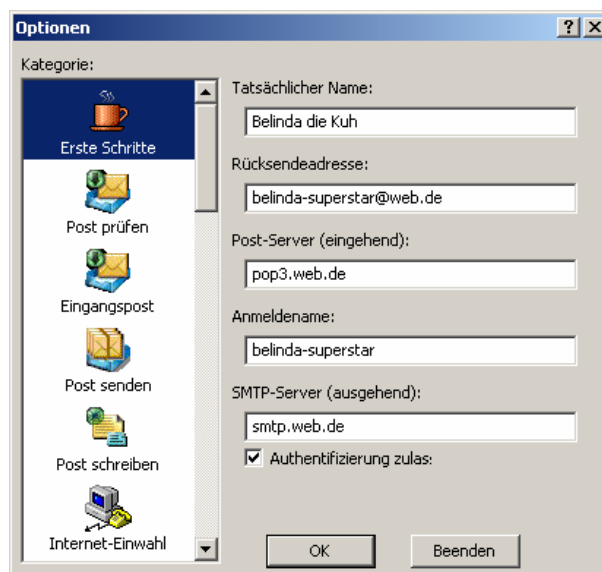 Optionen
Kategorie:
Erste Schritte
Post prüfen
Eingangspost
Post senden
Post schreiben
Internet-Einwahl
Tatsächlicher Name:
Belinda die Kuh
Rücksendeadresse:
belinda-superstar@web.de
Post-Server (eingehend):
pop3.web.de
Anmeldename:
belinda-superstar
SMTP-Server (ausgehend):
smtp.web.de
Authentifizierung zulas:
OK
Beenden